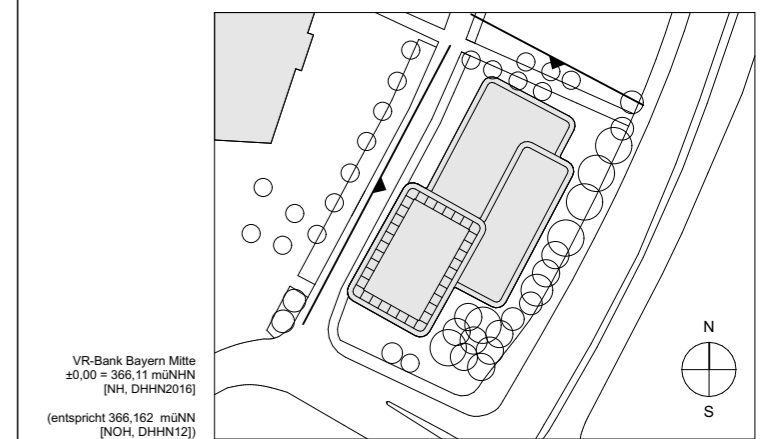 VR-Bank Bayern Mitte
±0,00 = 366,11 müNHN
[NH, DHHN2016]
(entspricht 366,162 müNN
[NOH, DHHN12])
N
S